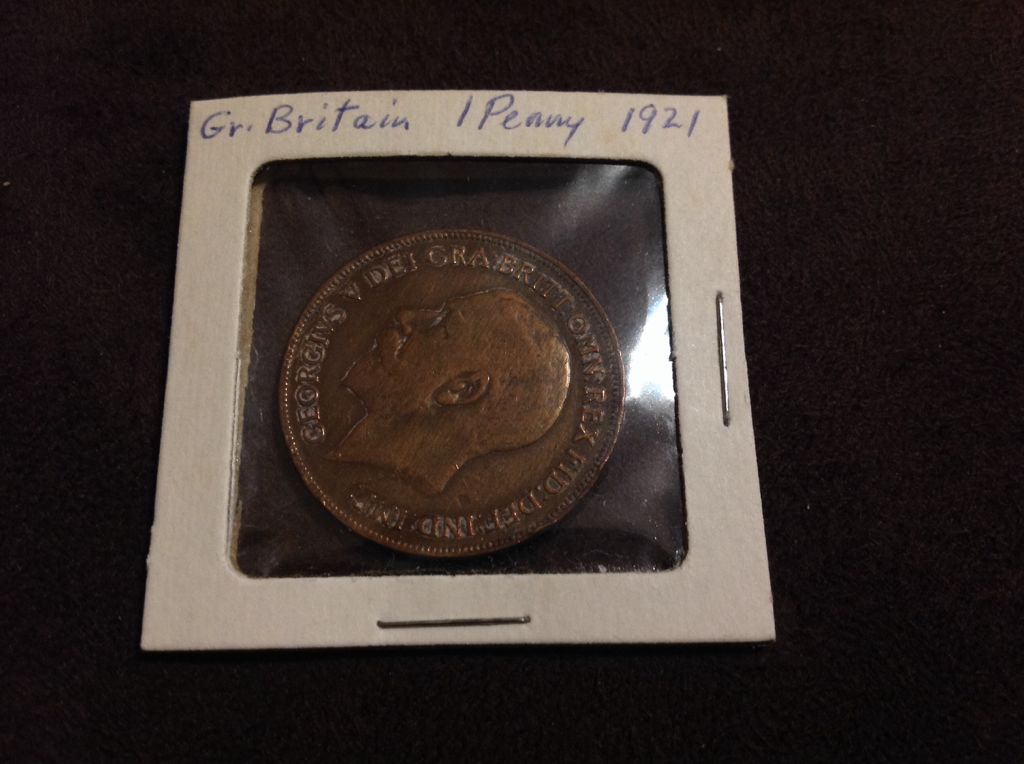 Gr. Britain 1 Penny 1921
GEORGIVS V DEI GRA: BRITT: OMN: REX FID: DEF: IND: IMP: